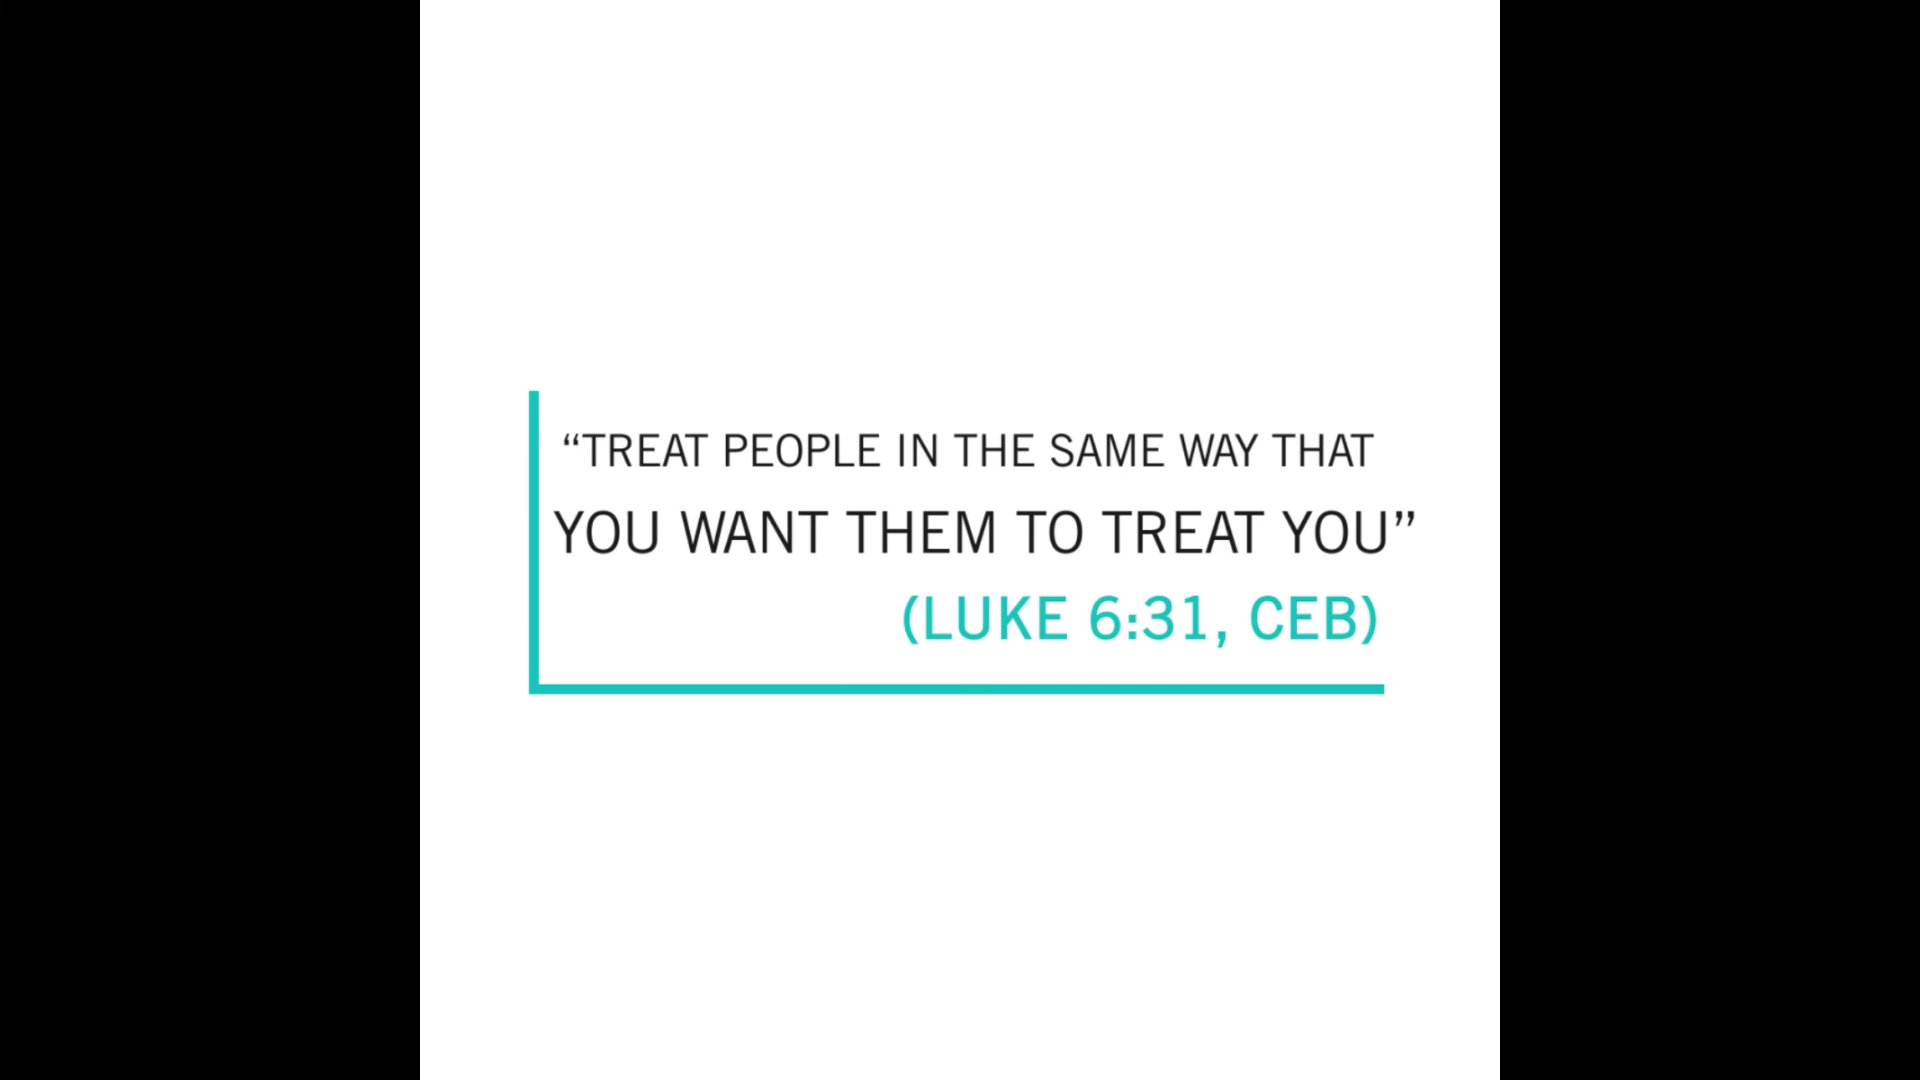 “TREAT PEOPLE IN THE SAME WAY THAT
YOU WANT THEM TO TREAT YOU”
(LUKE 6:31, CEB)